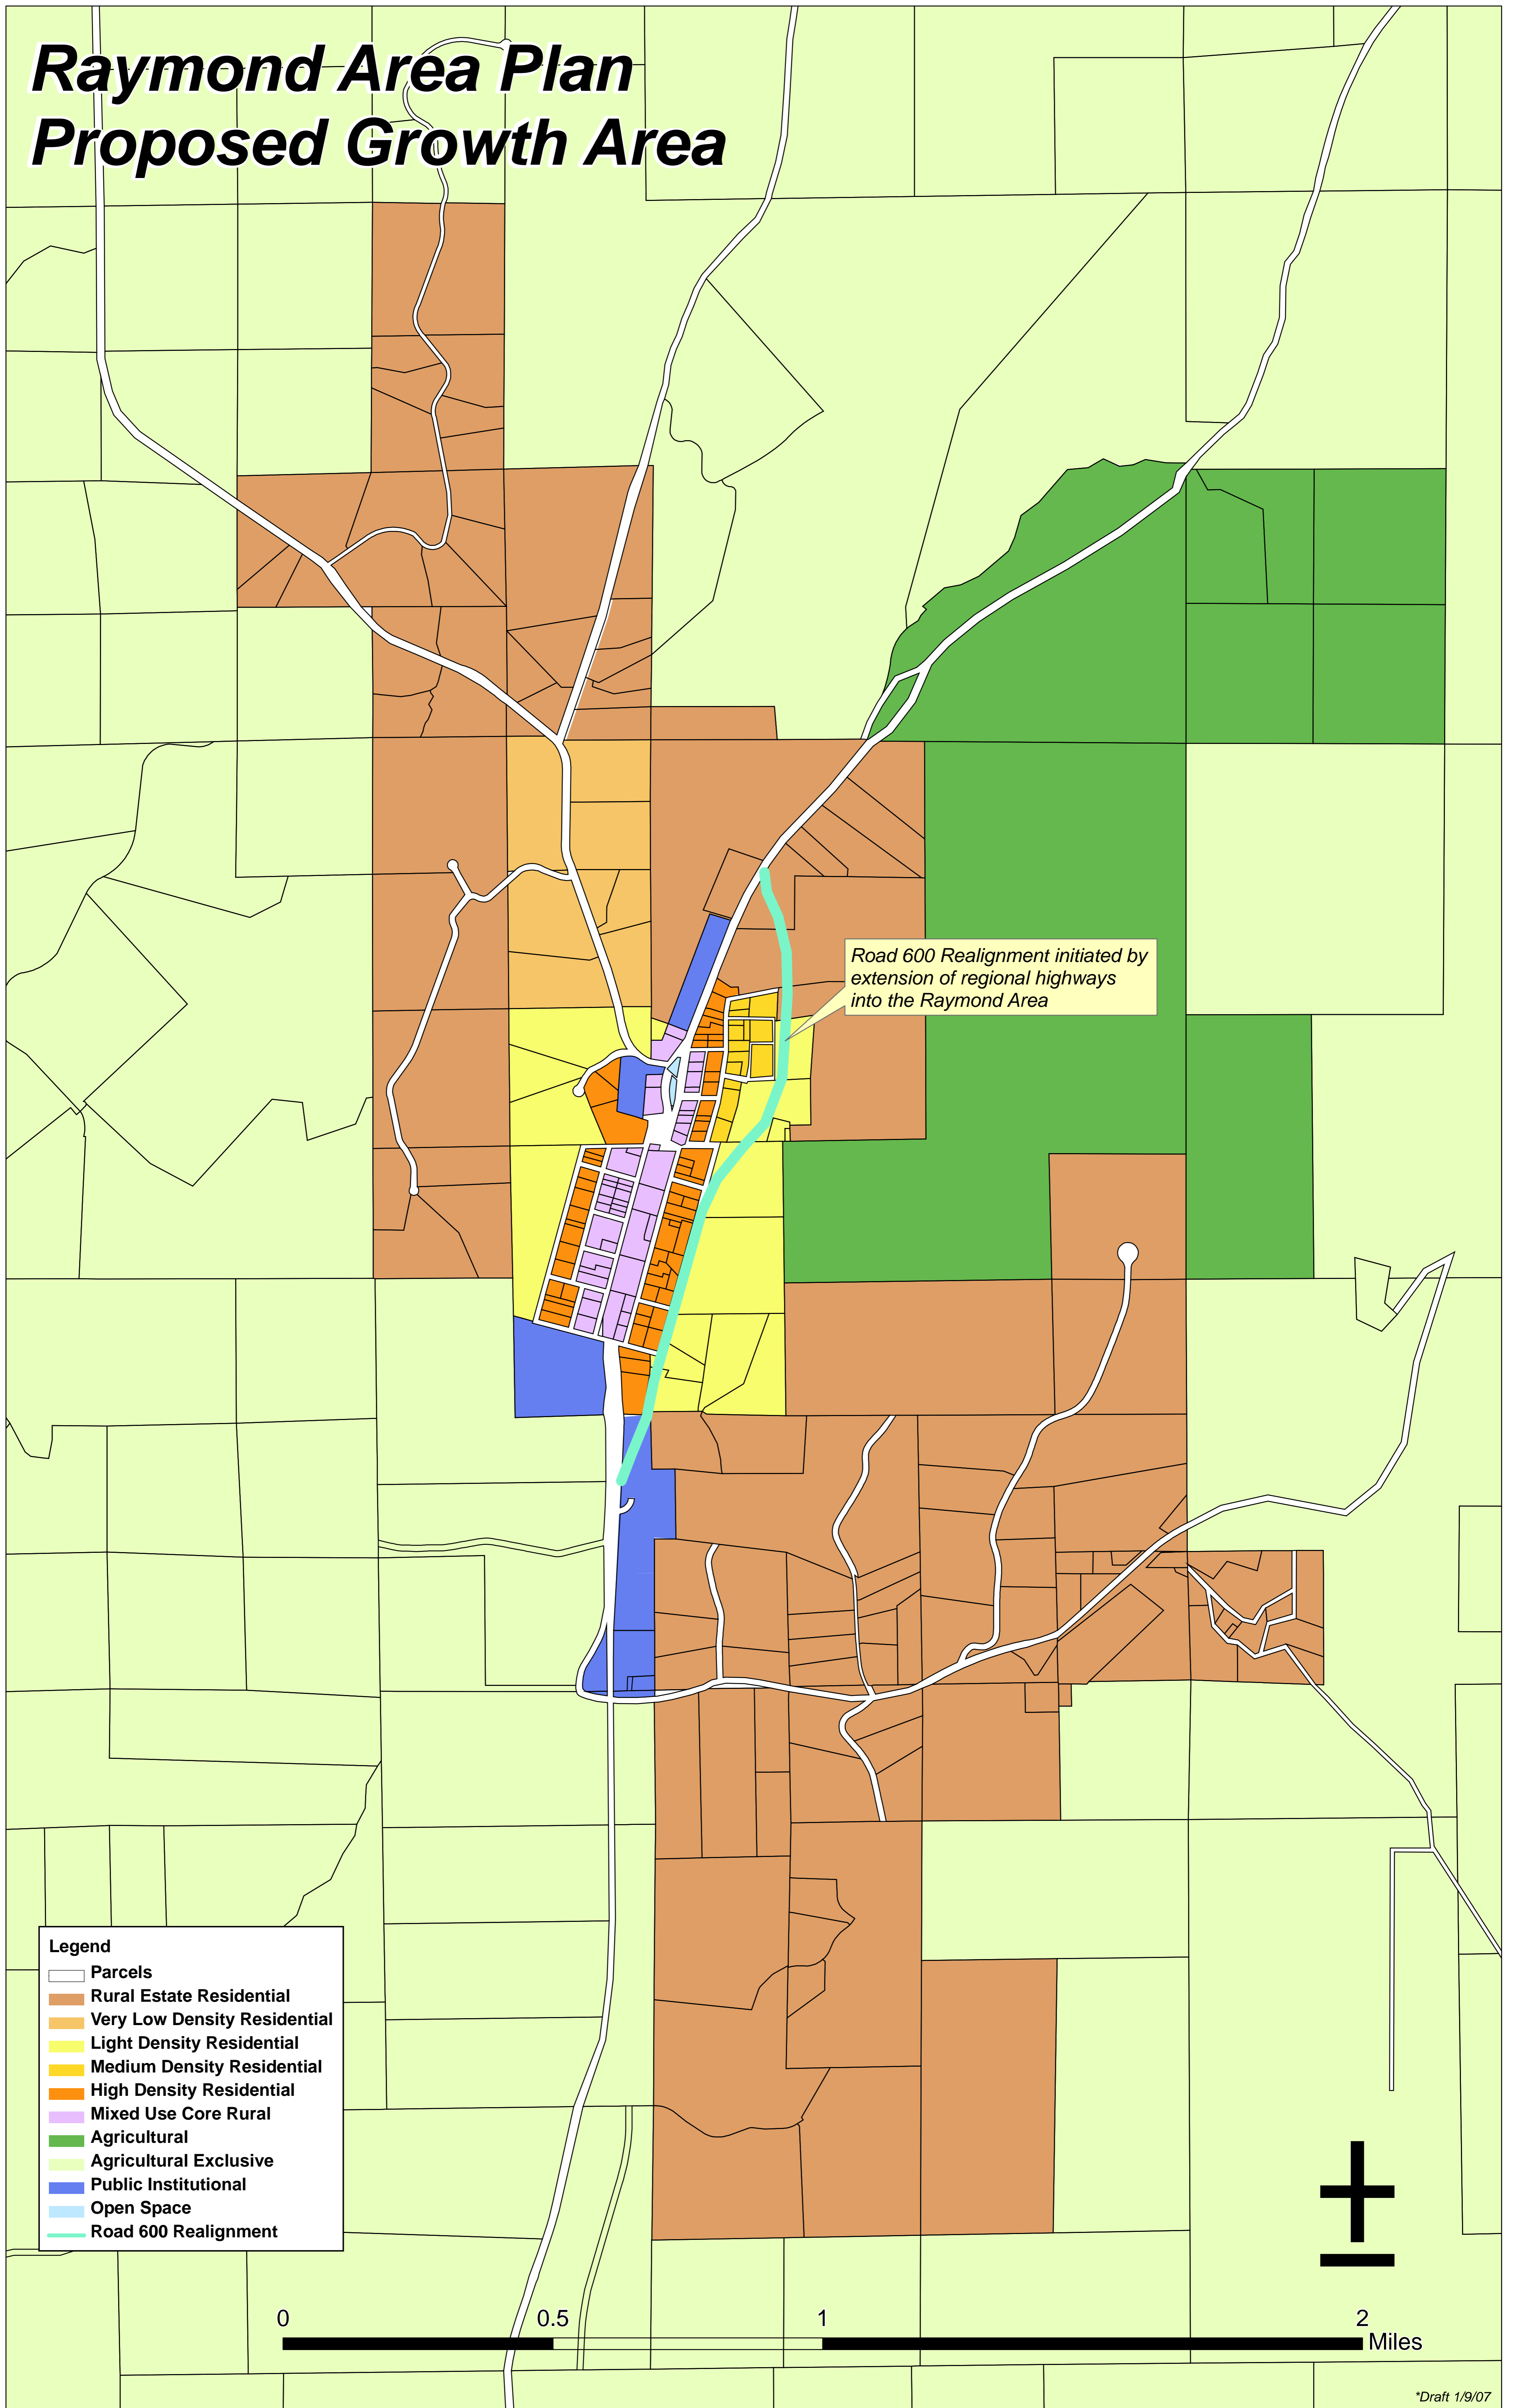 Raymond Area Plan
Proposed Growth Area
Road 600 Realignment initiated by
extension of regional highways
into the Raymond Area
Legend
Parcels
Rural Estate Residential
Very Low Density Residential
Light Density Residential
Medium Density Residential
High Density Residential
Mixed Use Core Rural
Agricultural
Agricultural Exclusive
Public Institutional
Open Space
Road 600 Realignment
0 0.5 1 2
Miles
*Draft 1/9/07